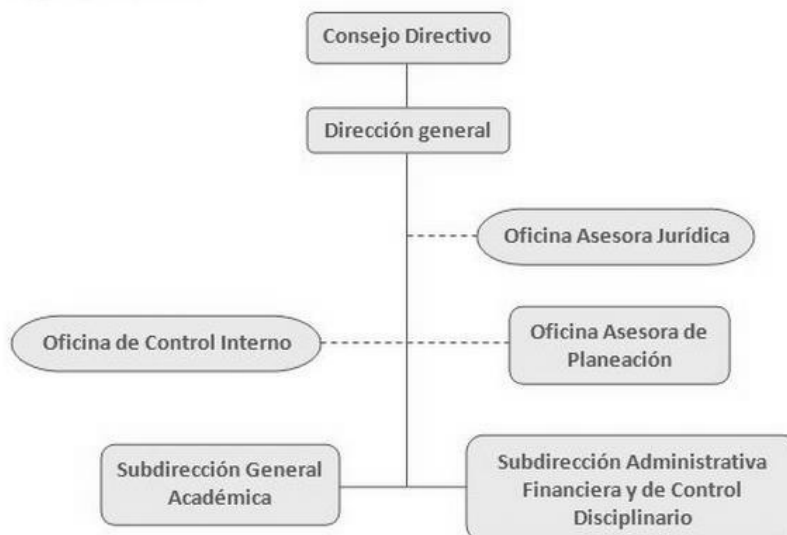 Consejo Directivo
Dirección general
Oficina Asesora Jurídica
Oficina de Control Interno
Oficina Asesora de
Planeación
Subdirección General
Académica
Subdirección Administrativa
Financiera y de Control
Disciplinario